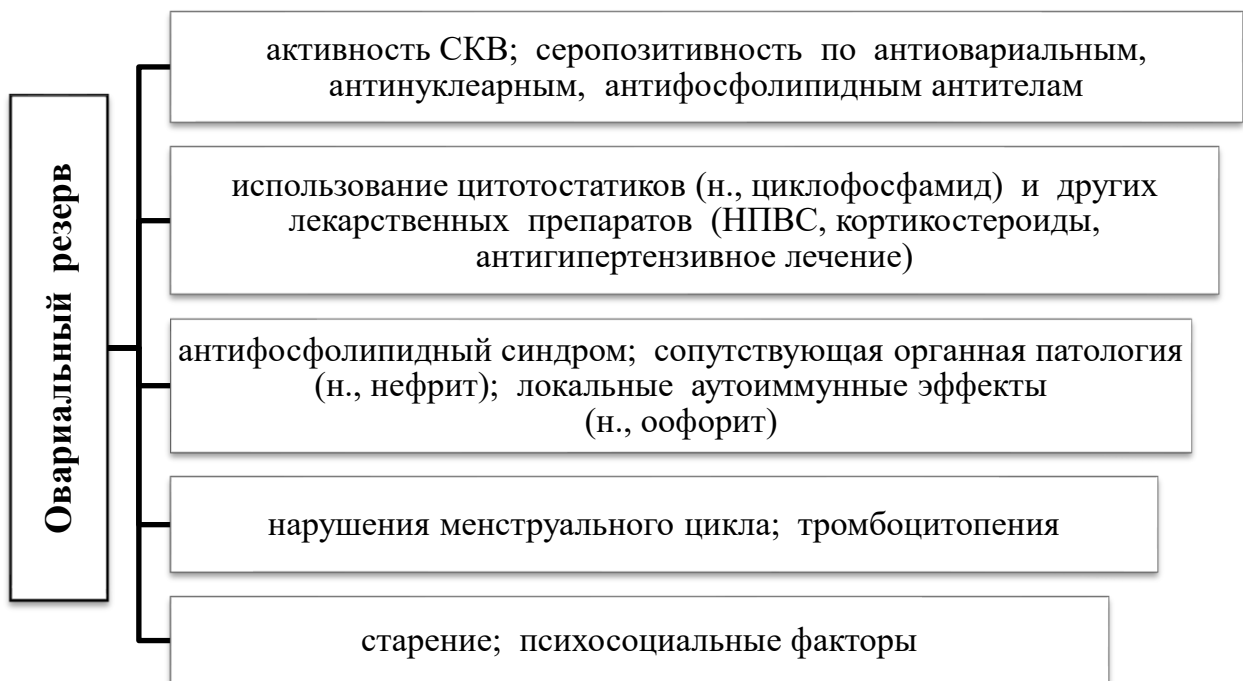 Овариальный резерв
активность СКВ; серопозитивность по антиовариальным,
антинуклеарным, антифосфолипидным антителам
использование цитотостатиков (н., циклофосфамид) и других
лекарственных препаратов (НПВС, кортикостероиды,
антигипертензивное лечение)
антифосфолипидный синдром; сопутствующая органная патология
(н., нефрит); локальные аутоиммунные эффекты
(н., оофорит)
нарушения менструального цикла; тромбоцитопения
старение; психосоциальные факторы